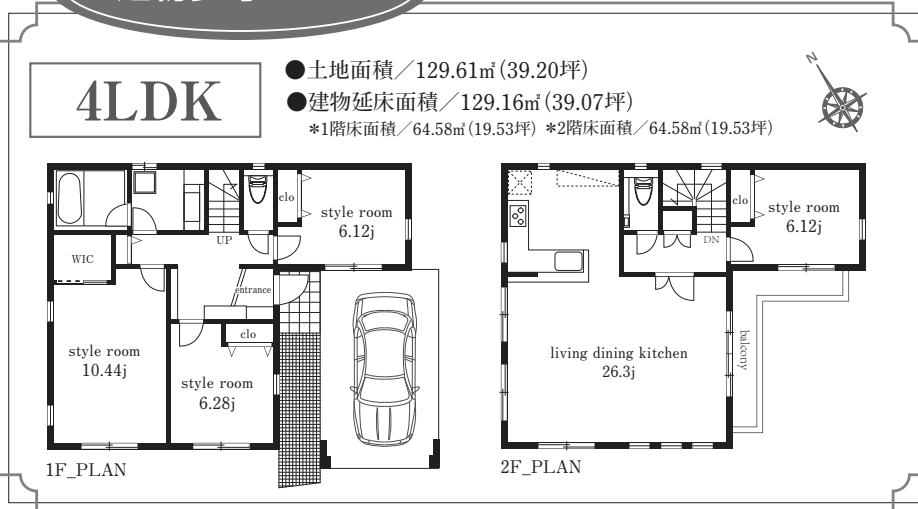 4LDK
●土地面積／129.61㎡(39.20坪)
●建物延床面積／129.16㎡(39.07坪)
*1階床面積／64.58㎡(19.53坪) *2階床面積／64.58㎡(19.53坪)
N
clo
style room
6.12j
UP
WIC
entrance
style room
10.44j
clo
style room
6.28j
1F_PLAN
clo
style room
6.12j
DN
living dining kitchen
26.3j
balcony
2F_PLAN